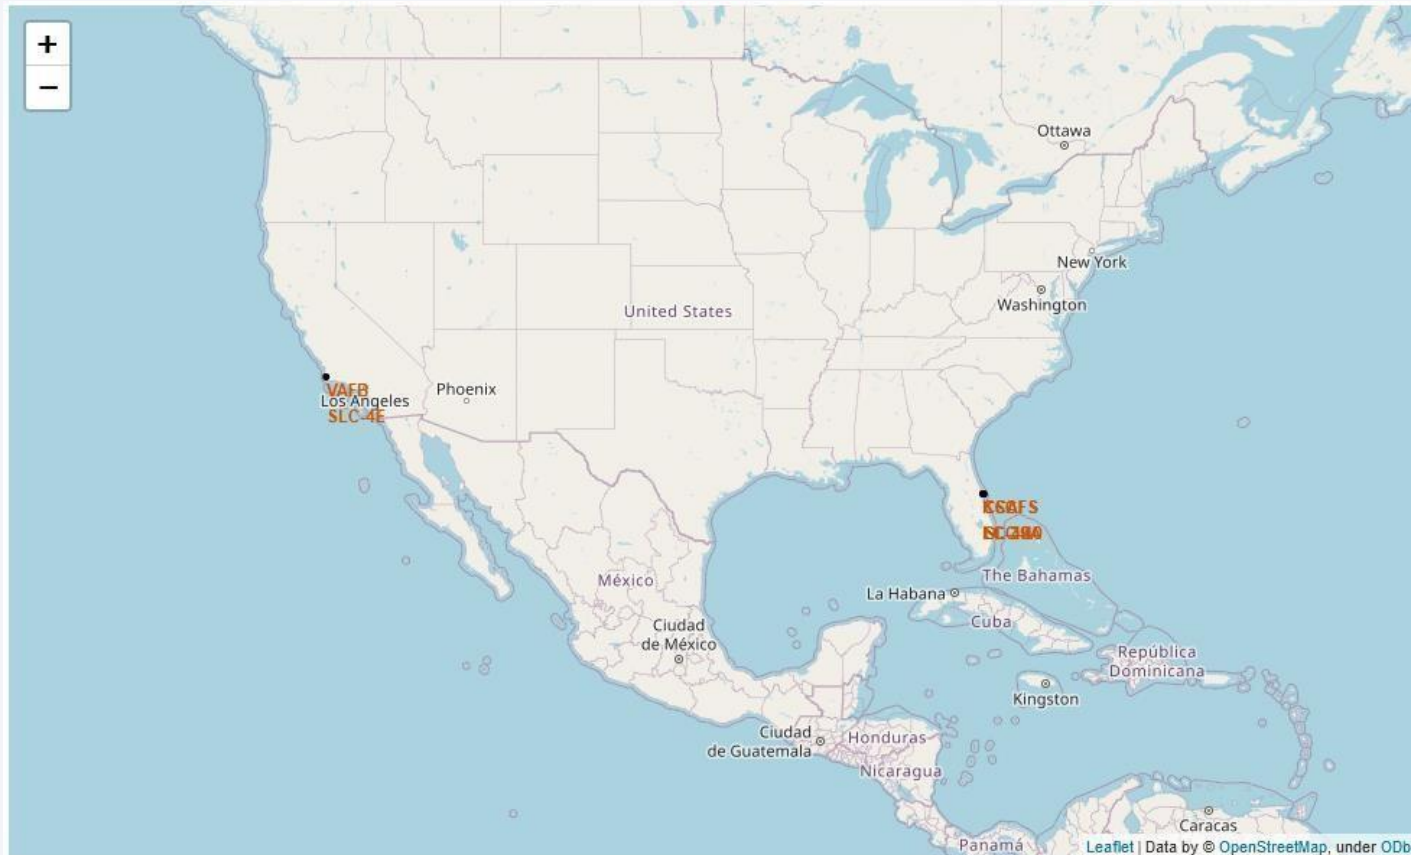 +
−
Ottawa
New York
Washington
United States
VAFB
Phoenix
Los Angeles
SLC-4E
The Bahamas
México
La Habana
Cuba
Ciudad
de México
República
Dominicana
Kingston
Ciudad
de Guatemala
Honduras
Nicaragua
Caracas
Panamá
Leaflet | Data by © OpenStreetMap, under ODb